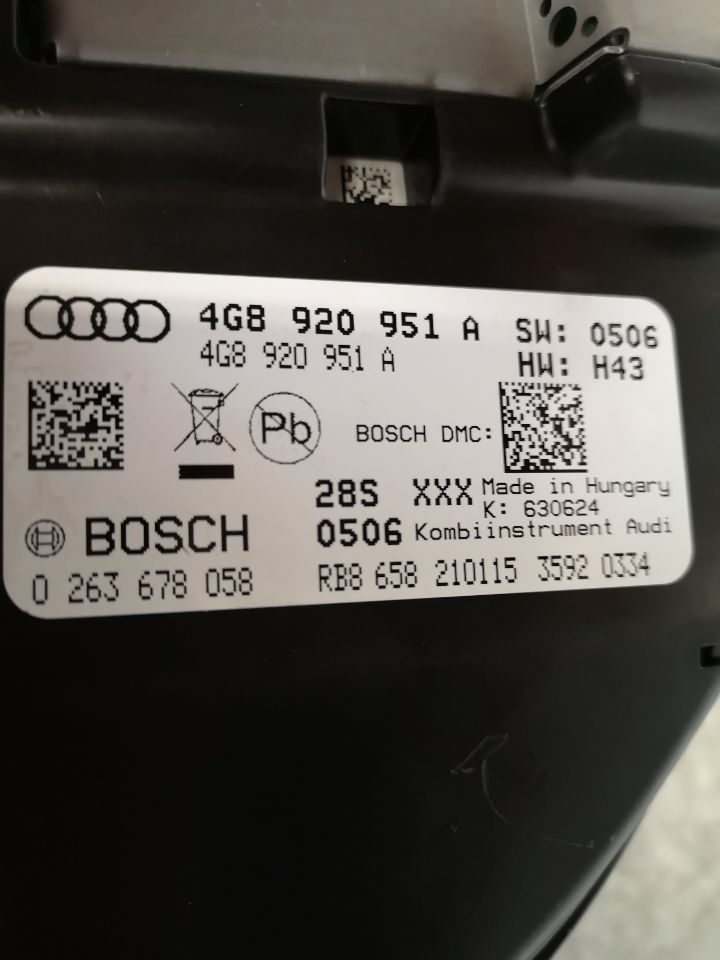 4G8 920 951 A SW: 0506
4G8 920 951 A HW: H43
Pb BOSCH DMC:
28S XXX Made in Hungary
K: 630624
BOSCH 0506 Kombiinstrument Audi
0 263 678 058 RB8 658 210115 3592 0334